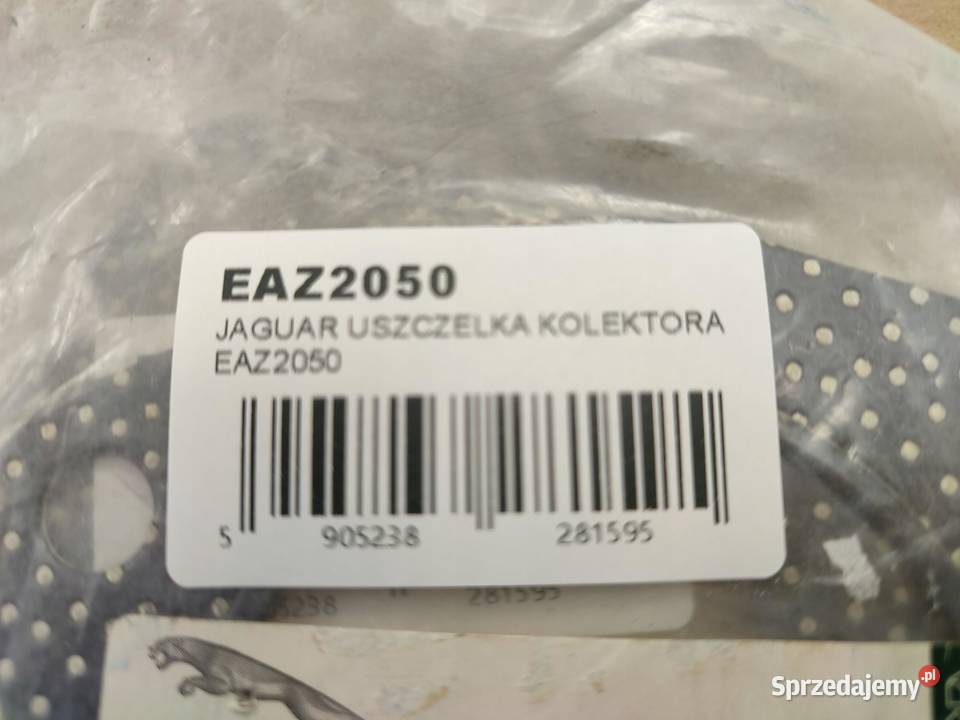 EAZ2050
JAGUAR USZCZELKA KOLEKTORA
EAZ2050
5 905238 281595
281595
Sprzedajemy.pl